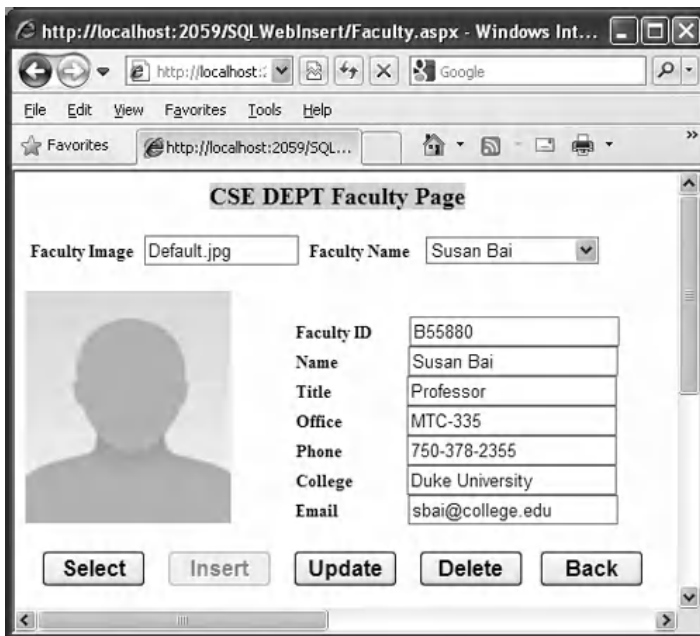 http://localhost:2059/SQLWebInsert/Faculty.aspx - Windows Int...
http://localhost:
Google
File Edit View Favorites Tools Help
Favorites http://localhost:2059/SQL... »
CSE DEPT Faculty Page
Faculty Image Default.jpg Faculty Name Susan Bai
Faculty ID B55880
Name Susan Bai
Title Professor
Office MTC-335
Phone 750-378-2355
College Duke University
Email sbai@college.edu
Select Insert Update Delete Back